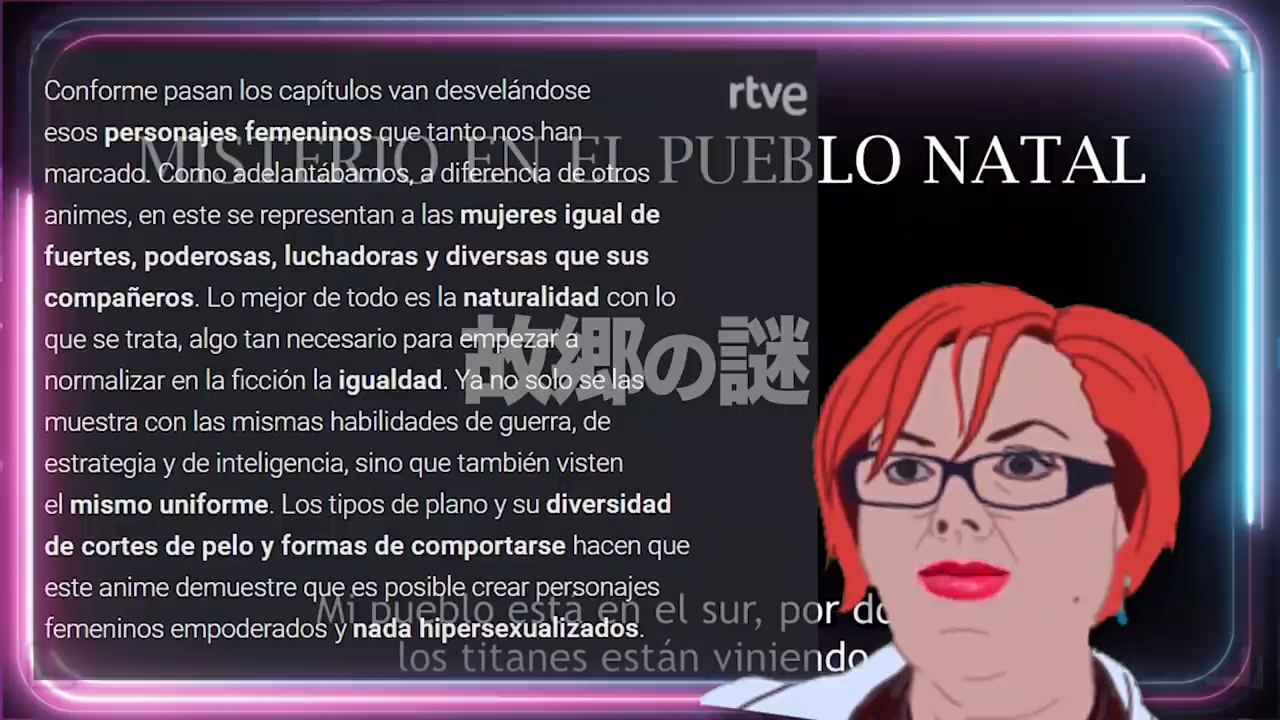 rtve
MISTERIO EN EL PUEBLO NATAL
Conforme pasan los capítulos van desvelándose
esos personajes femeninos que tanto nos han
marcado. Como adelantábamos, a diferencia de otros
animes, en este se representan a las mujeres igual de
fuertes, poderosas, luchadoras y diversas que sus
compañeros. Lo mejor de todo es la naturalidad con lo
que se trata, algo tan necesario para empezar a
normalizar en la ficción la igualdad. Ya no solo se las
muestra con las mismas habilidades de guerra, de
estrategia y de inteligencia, sino que también visten
el mismo uniforme. Los tipos de plano y su diversidad
de cortes de pelo y formas de comportarse hacen que
este anime demuestre que es posible crear personajes
femeninos empoderados y nada hipersexualizados.
故郷の謎
Mi pueblo está en el sur, por
los titanes están viniendo